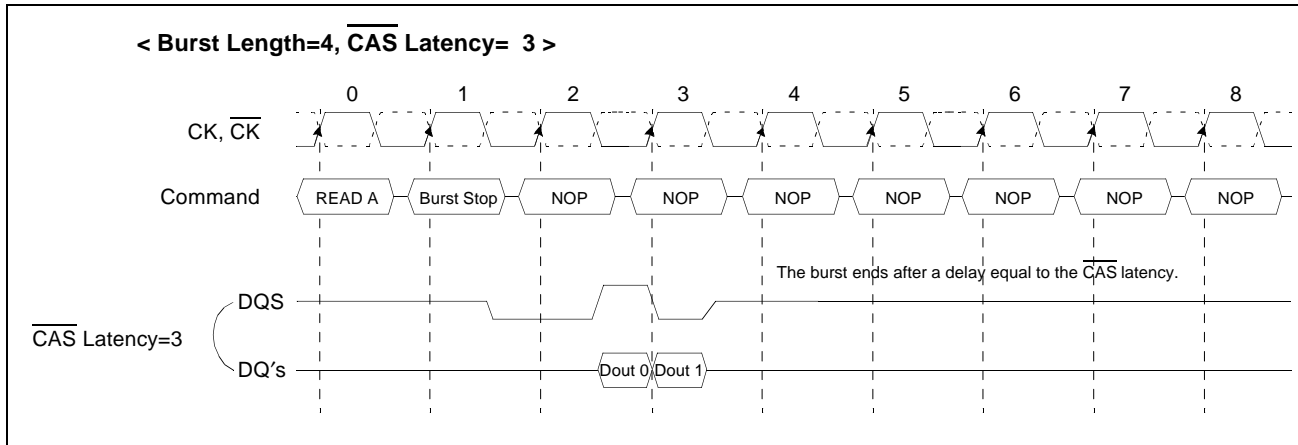 < Burst Length=4, CAS Latency= 3 >
0 1 2 3 4 5 6 7 8
CK, CK
Command READ A Burst Stop NOP NOP NOP NOP NOP NOP NOP
The burst ends after a delay equal to the CAS latency.
DQS
CAS Latency=3
DQ′s Dout 0 Dout 1